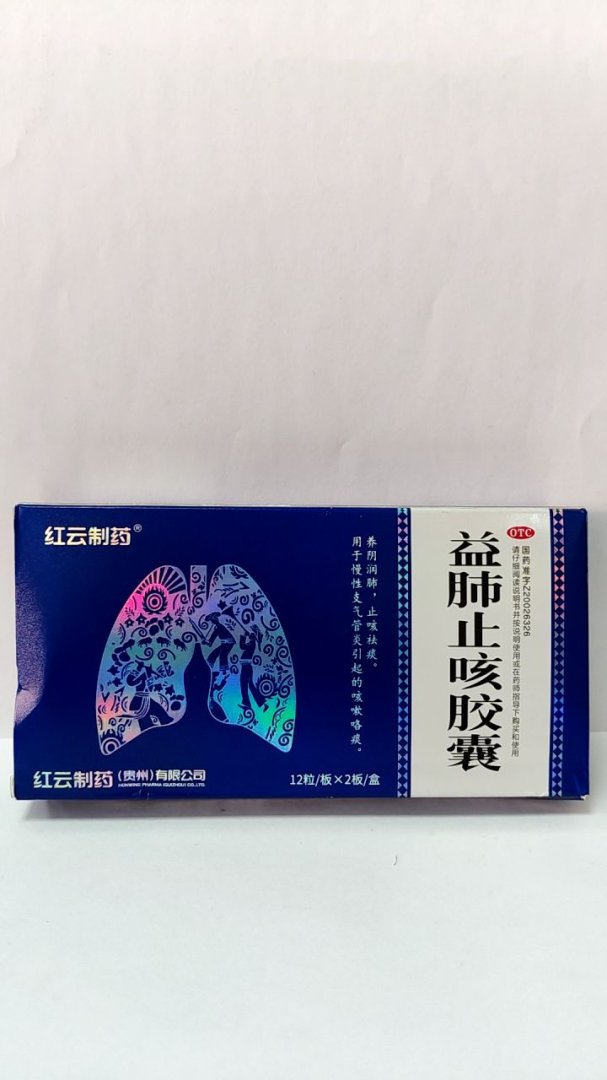 红云制药®
养阴润肺，止咳祛痰。
用于慢性支气管炎引起的咳嗽咯痰。
红云制药（贵州）有限公司
HONWING PHARMA (GUIZHOU) CO.,LTD.
12粒/板×2板/盒
益肺止咳胶囊
OTC
国药准字Z20026326
请仔细阅读说明书并按说明使用或在药师指导下购买和使用